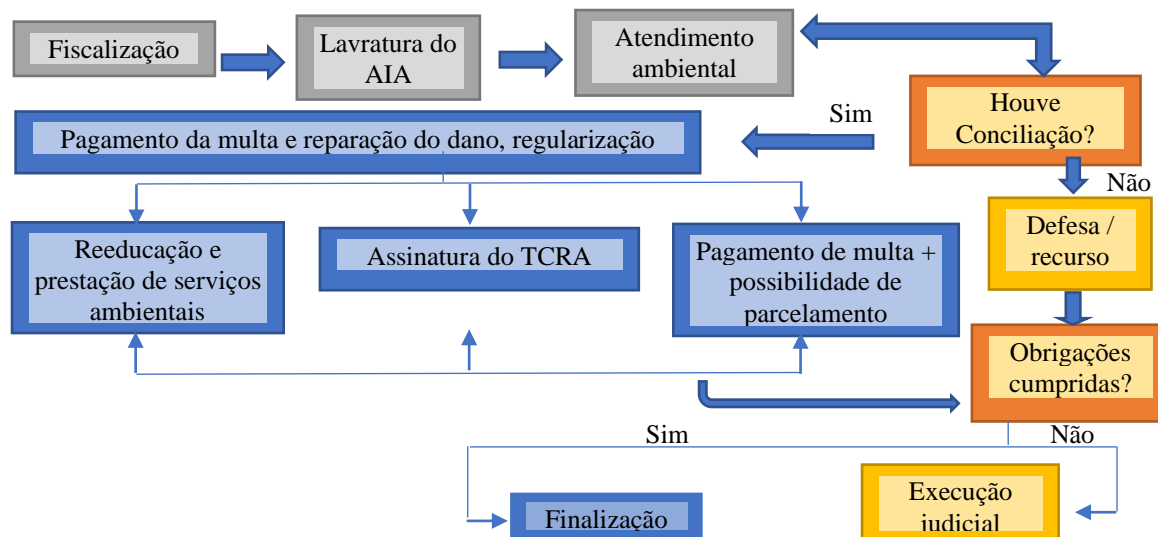 Fiscalização
Lavratura do
AIA
Atendimento
ambiental
Houve
Conciliação?
Sim
Pagamento da multa e reparação do dano, regularização
Não
Reeducação e
prestação de serviços
ambientais
Assinatura do TCRA
Pagamento de multa +
possibilidade de
parcelamento
Defesa /
recurso
Obrigações
cumpridas?
Sim
Não
Finalização
Execução
judicial